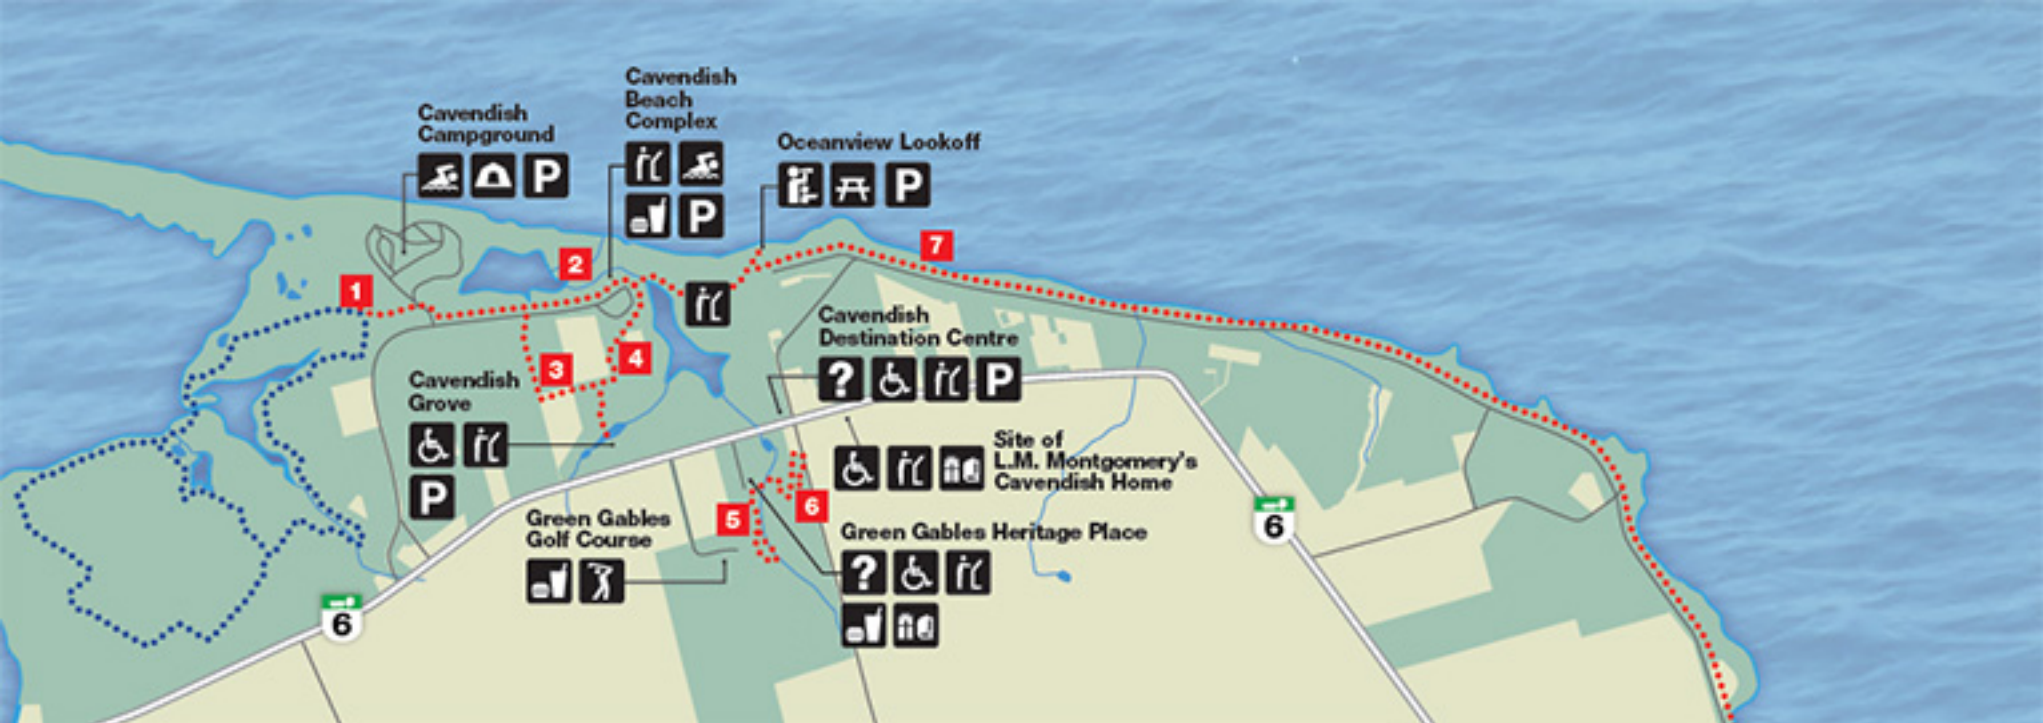 Cavendish
Campground
P
Cavendish
Beach
Complex
P
Oceanview Lookoff
P
1
2
7
3
4
Cavendish
Destination Centre
? P
Cavendish
Grove
P
Site of
L.M. Montgomery's
Cavendish Home
5
6
Green Gables
Golf Course
Green Gables Heritage Place
?
6
6